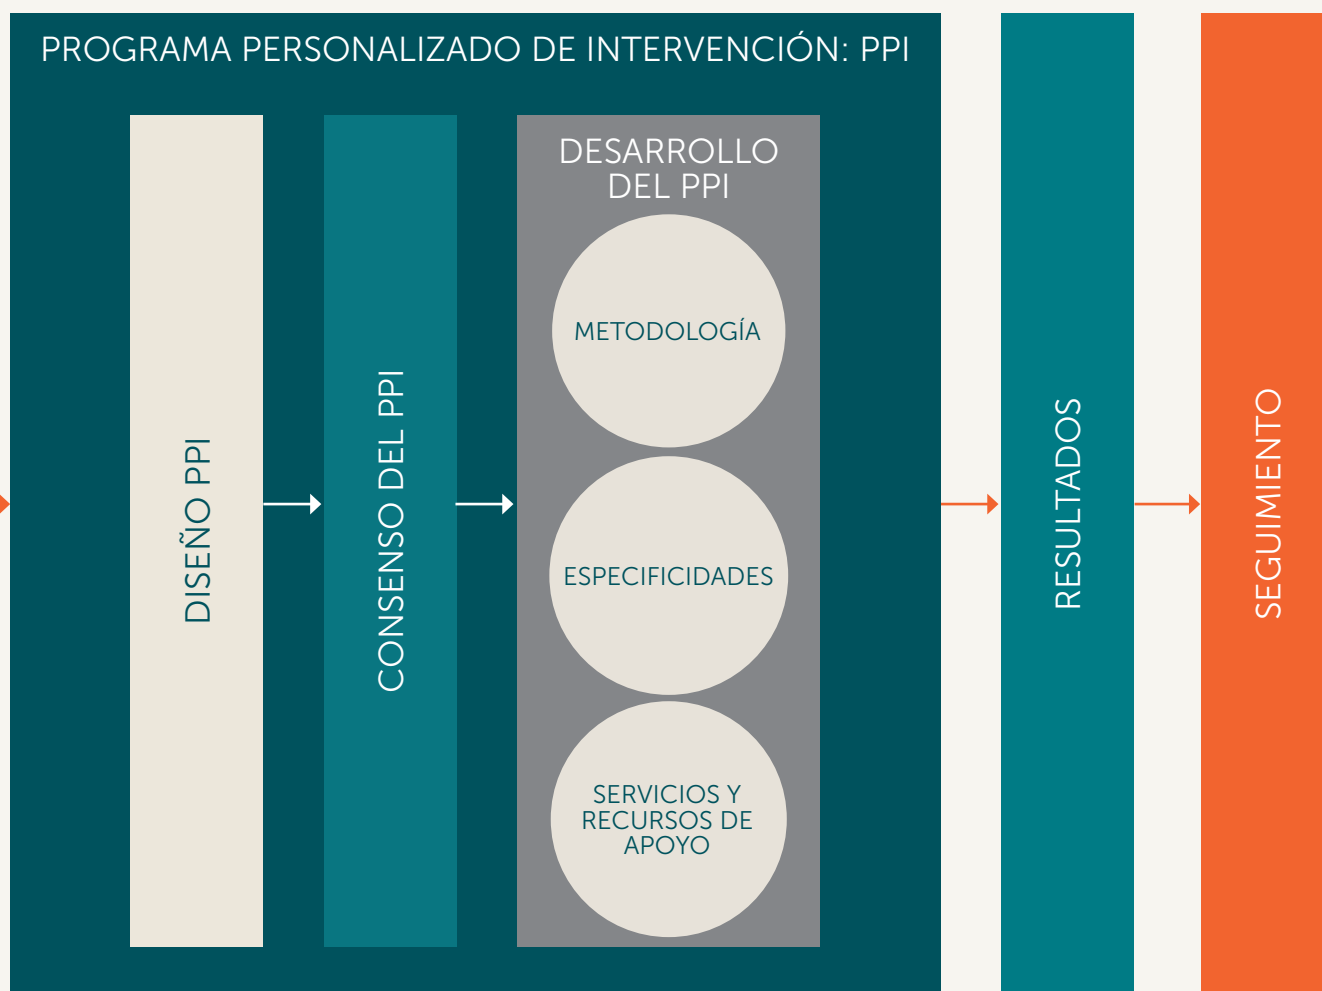 PROGRAMA PERSONALIZADO DE INTERVENCIÓN: PPI
DISEÑO PPI
CONSENSO DEL PPI
DESARROLLO
DEL PPI
METODOLOGÍA
ESPECIFICIDADES
SERVICIOS Y
RECURSOS DE
APOYO
RESULTADOS
SEGUIMIENTO